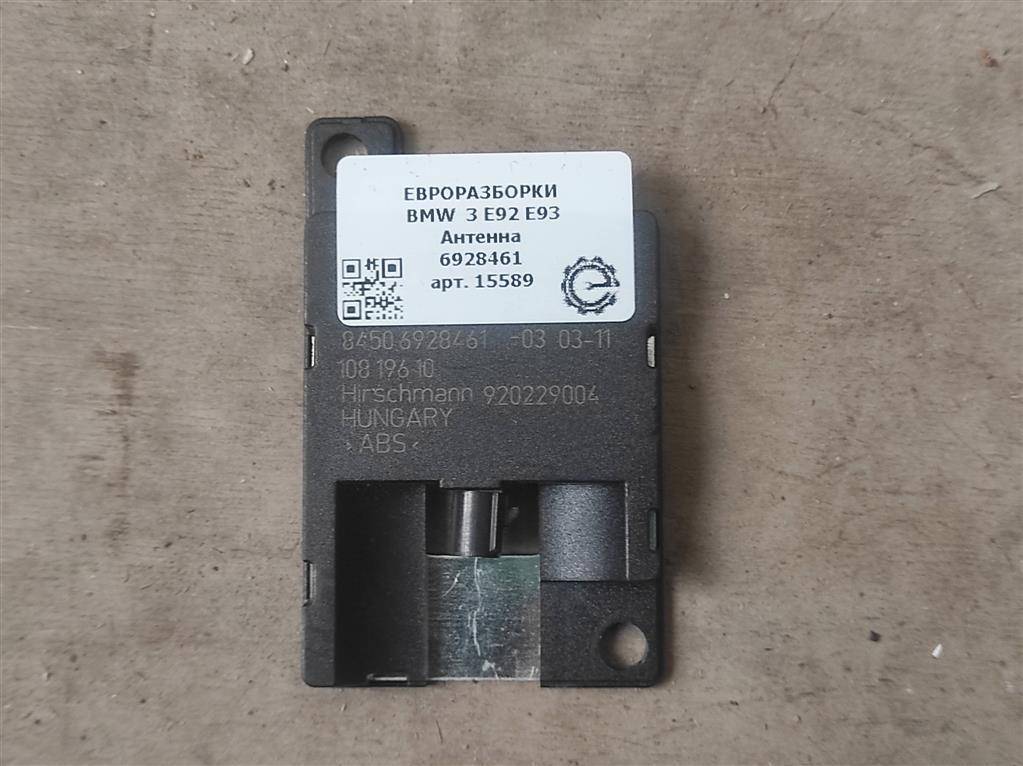 ЕВРОРАЗБОРКИ
BMW 3 E92 E93
Антенна
6928461
арт. 15589
8450 6928461 -03 03-11
108 196 10
Hirschmann 920229004
HUNGARY
>ABS<